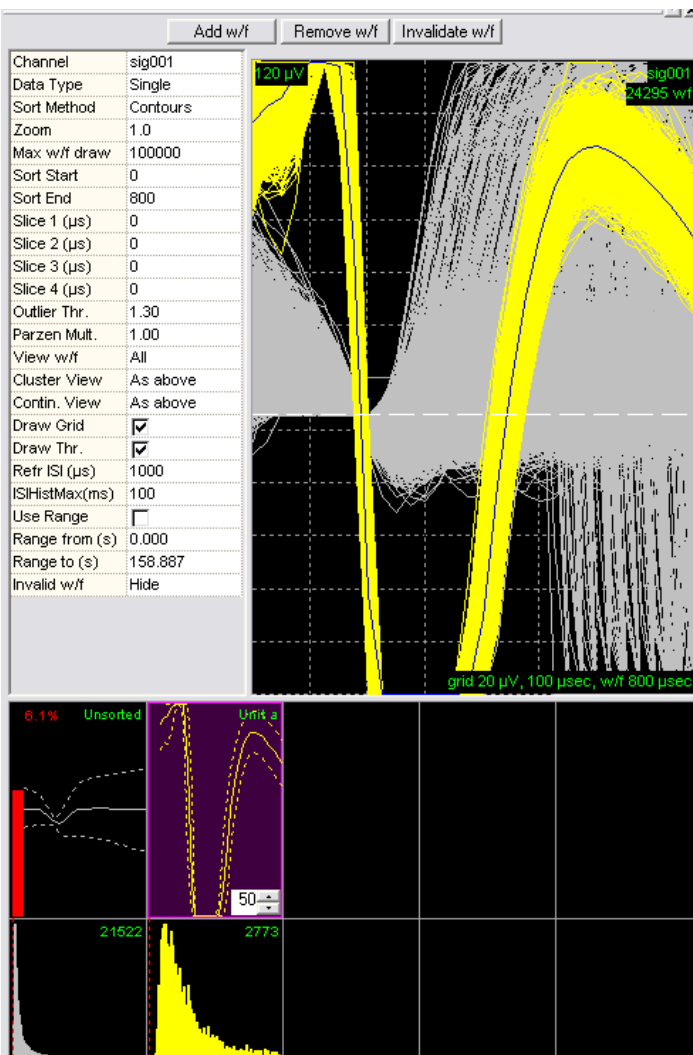 Add w/f Remove w/f Invalidate w/f
Channel sig001
Data Type Single
Sort Method Contours
Zoom 1.0
Max w/f draw 100000
Sort Start 0
Sort End 800
Slice 1 (µs) 0
Slice 2 (µs) 0
Slice 3 (µs) 0
Slice 4 (µs) 0
Outlier Thr. 1.30
Parzen Mult. 1.00
View w/f All
Cluster View As above
Contin. View As above
Draw Grid
Draw Thr.
Refr ISI (µs) 1000
ISIHistMax(ms) 100
Use Range
Range from (s) 0.000
Range to (s) 158.887
Invalid w/f Hide
120 µV
sig001
24295 w/f
grid 20 µV, 100 µsec, w/f 800 µsec
6.1% Unsorted
Unit a
50
21522
2773